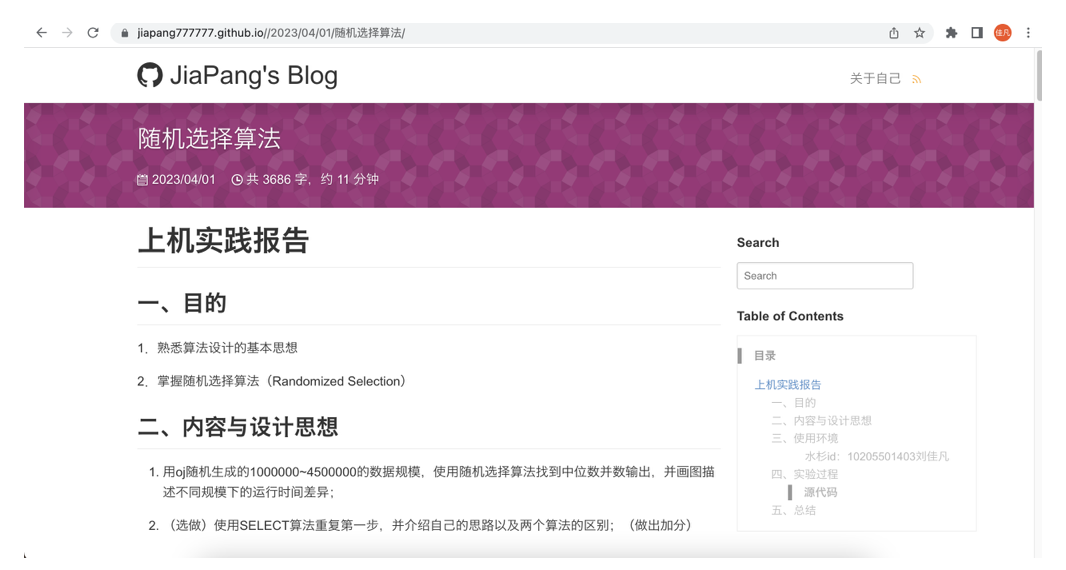 jiapang777777.github.io//2023/04/01/随机选择算法/
佳凡
JiaPang's Blog
关于自己
随机选择算法
2023/04/01 共 3686 字，约 11 分钟
上机实践报告
一、目的
1．熟悉算法设计的基本思想
2．掌握随机选择算法（Randomized Selection）
二、内容与设计思想
1. 用oj随机生成的1000000~4500000的数据规模，使用随机选择算法找到中位数并数输出，并画图描
述不同规模下的运行时间差异；
2. （选做）使用SELECT算法重复第一步，并介绍自己的思路以及两个算法的区别；（做出加分）
Search
Search
Table of Contents
目录
上机实践报告
一、目的
二、内容与设计思想
三、使用环境
水杉id：10205501403刘佳凡
四、实验过程
源代码
五、总结